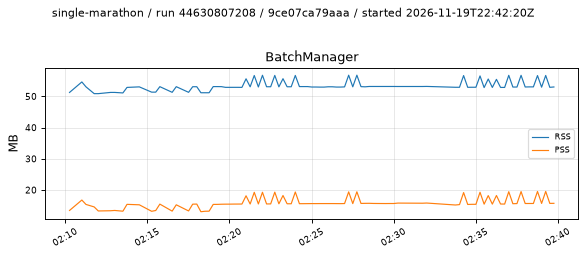 single-marathon / run 44630807208 / 9ce07ca79aaa / started 2026-11-19T22:42:20Z
BatchManager
MB
50
40
30
20
RSS
PSS
02:10
02:15
02:20
02:25
02:30
02:35
02:40